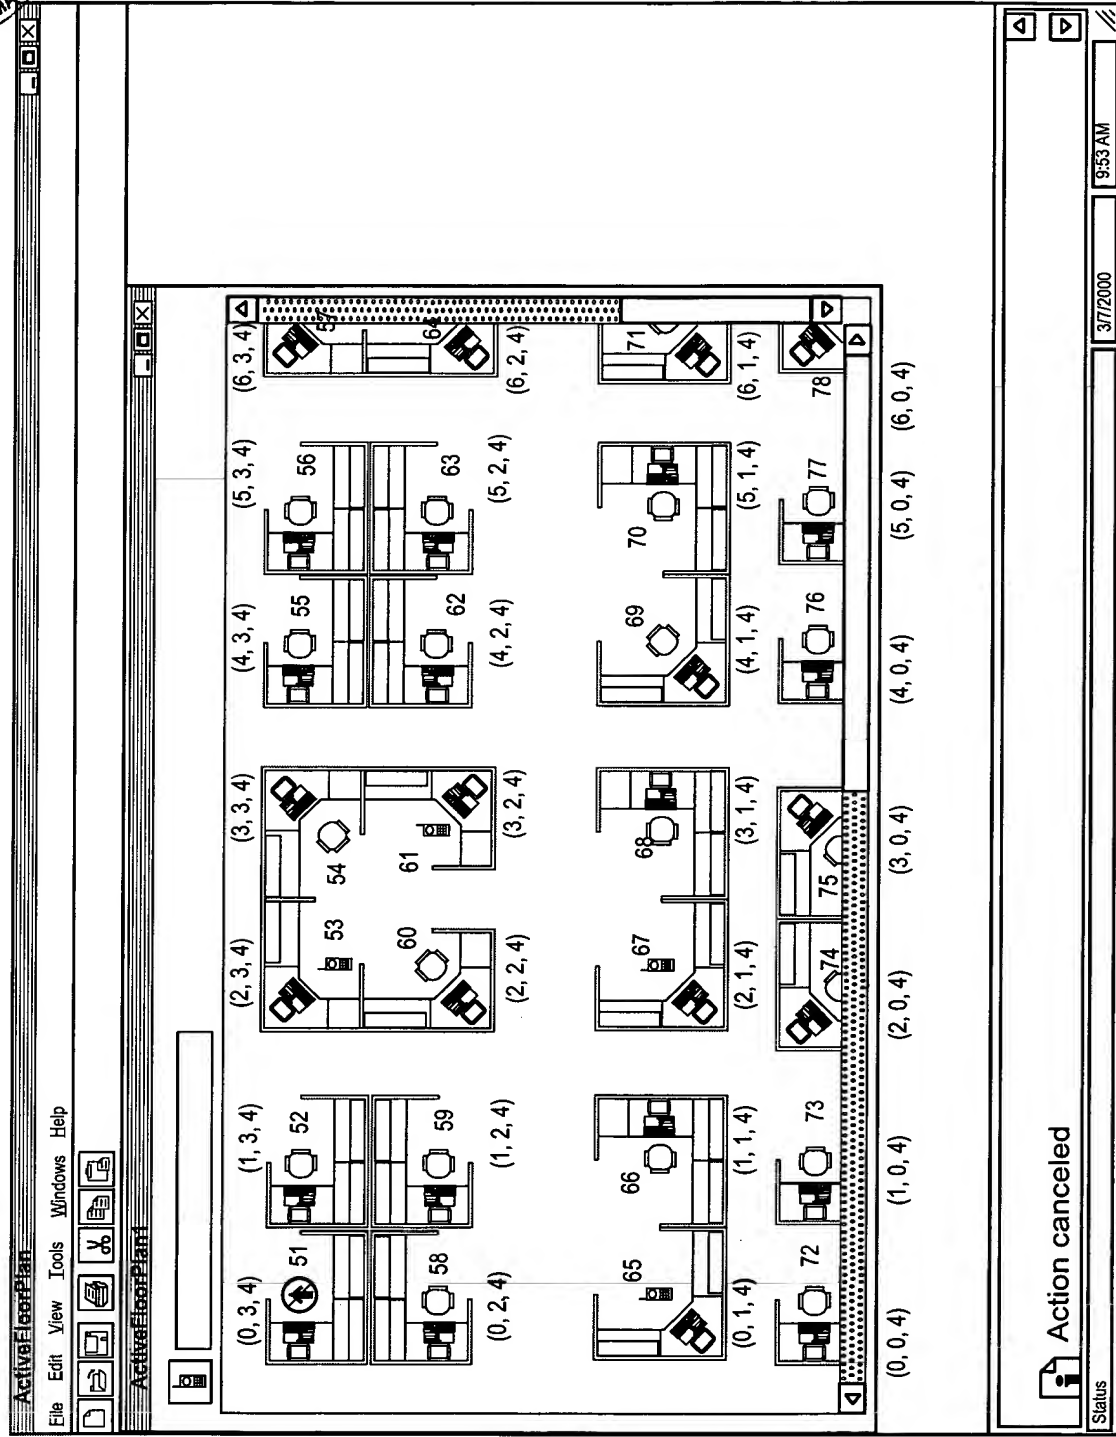 ActiveFloorPlan
File Edit View Tools Windows Help
ActiveFloorPlan1
(0, 3, 4) (1, 3, 4) (2, 3, 4) (3, 3, 4) (4, 3, 4) (5, 3, 4) (6, 3, 4)
51 52 53 54 55 56 57
58 59 60 61 62 63 64
(0, 2, 4) (1, 2, 4) (2, 2, 4) (3, 2, 4) (4, 2, 4) (5, 2, 4) (6, 2, 4)
65 66 67 68 69 70 71
(0, 1, 4) (1, 1, 4) (2, 1, 4) (3, 1, 4) (4, 1, 4) (5, 1, 4) (6, 1, 4)
72 73 74 75 76 77 78
(0, 0, 4) (1, 0, 4) (2, 0, 4) (3, 0, 4) (4, 0, 4) (5, 0, 4) (6, 0, 4)
Action canceled
Status 3/7/2000 9:53 AM